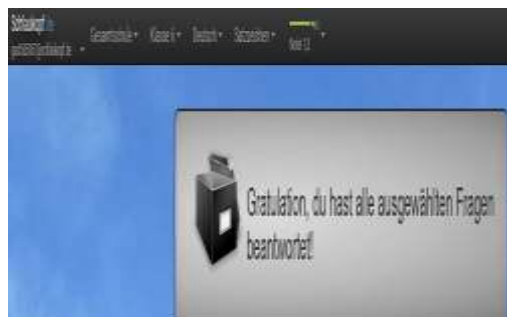 Gesamtschule Klasse 6 Deutsch Satzzeichen
Gratulation, du hast alle ausgewählten Fragen
beantwortet!